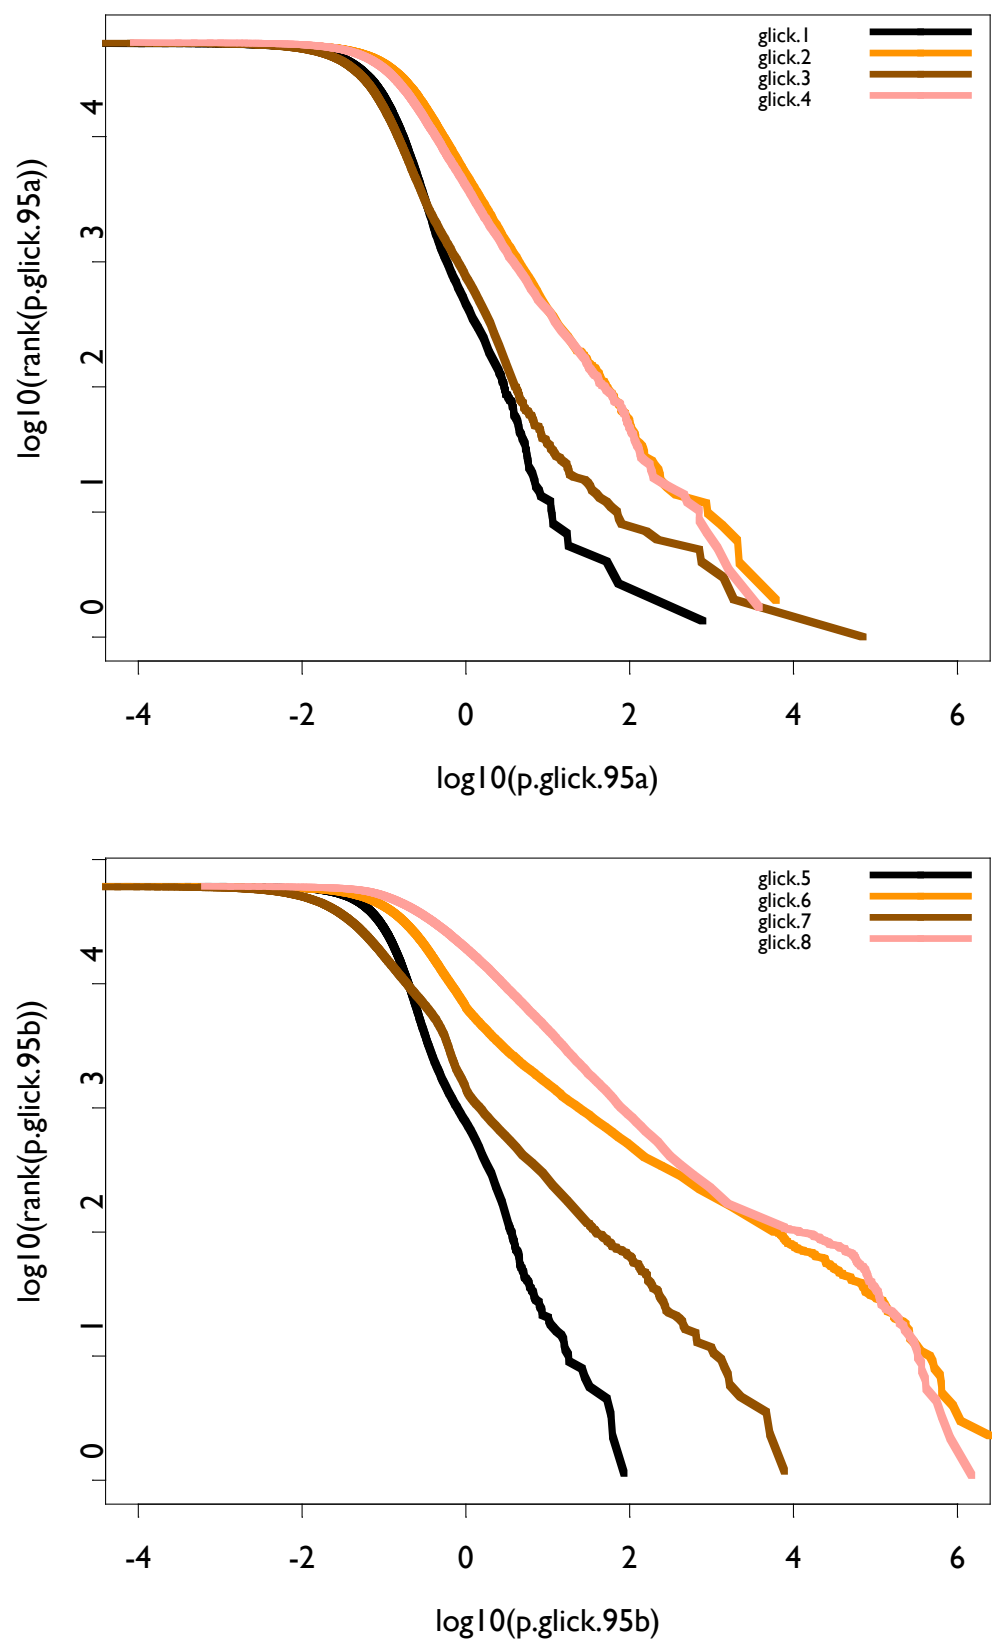 glick.1
glick.2
glick.3
glick.4
log10(rank(p.glick.95a))
4
3
2
1
0
-4 -2 0 2 4 6
log10(p.glick.95a)
glick.5
glick.6
glick.7
glick.8
log10(rank(p.glick.95b))
4
3
2
1
0
-4 -2 0 2 4 6
log10(p.glick.95b)